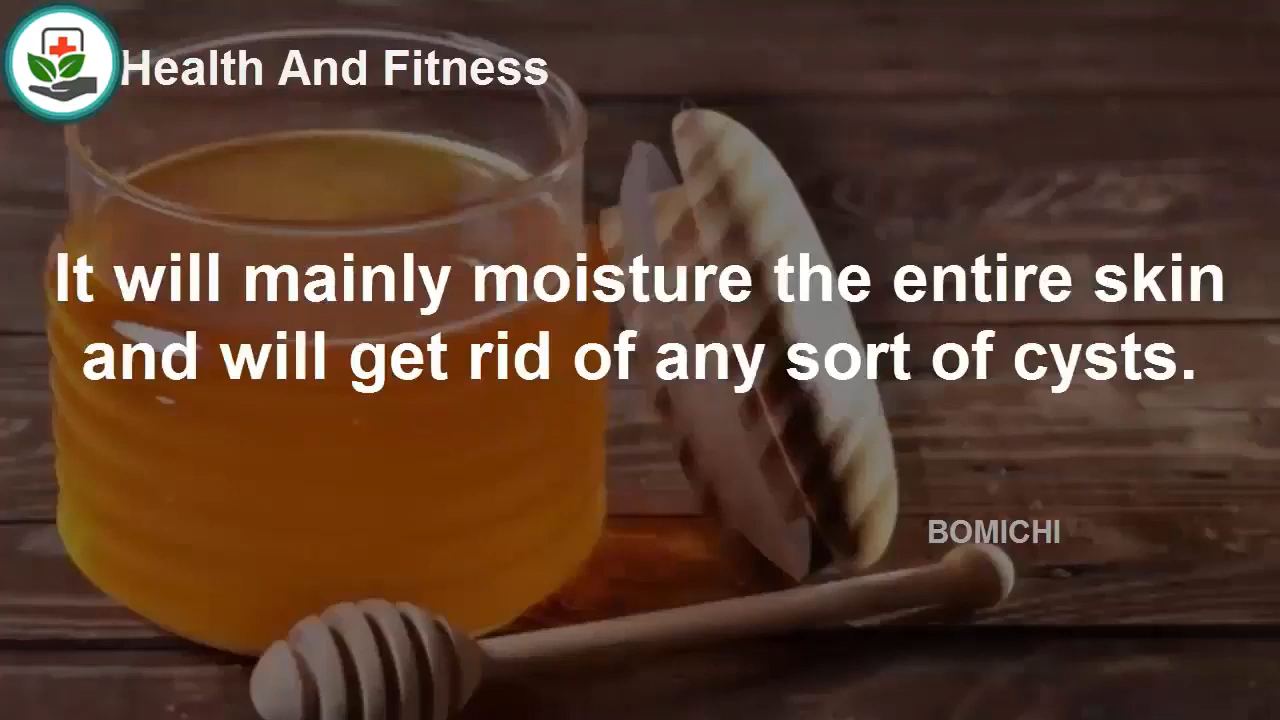 Health And Fitness
It will mainly moisture the entire skin
and will get rid of any sort of cysts.
BOMICHI